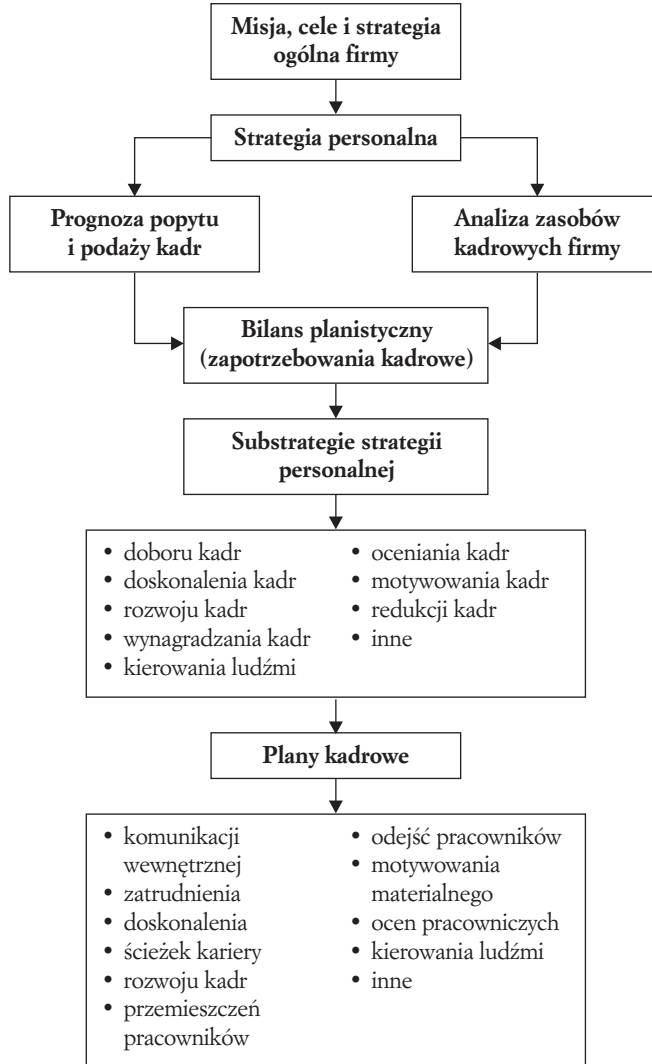 Misja, cele i strategia
ogólna firmy
Strategia personalna
Prognoza popytu
i podaży kadr
Analiza zasobów
kadrowych firmy
Bilans planistyczny
(zapotrzebowania kadrowe)
Substrategie strategii
personalnej
• doboru kadr
• doskonalenia kadr
• rozwoju kadr
• wynagradzania kadr
• kierowania ludźmi
• oceniania kadr
• motywowania kadr
• redukcji kadr
• inne
Plany kadrowe
• komunikacji
wewnętrznej
• zatrudnienia
• doskonalenia
• ścieżek kariery
• rozwoju kadr
• przemieszczeń
pracowników
• odejść pracowników
• motywowania
materialnego
• ocen pracowniczych
• kierowania ludźmi
• inne